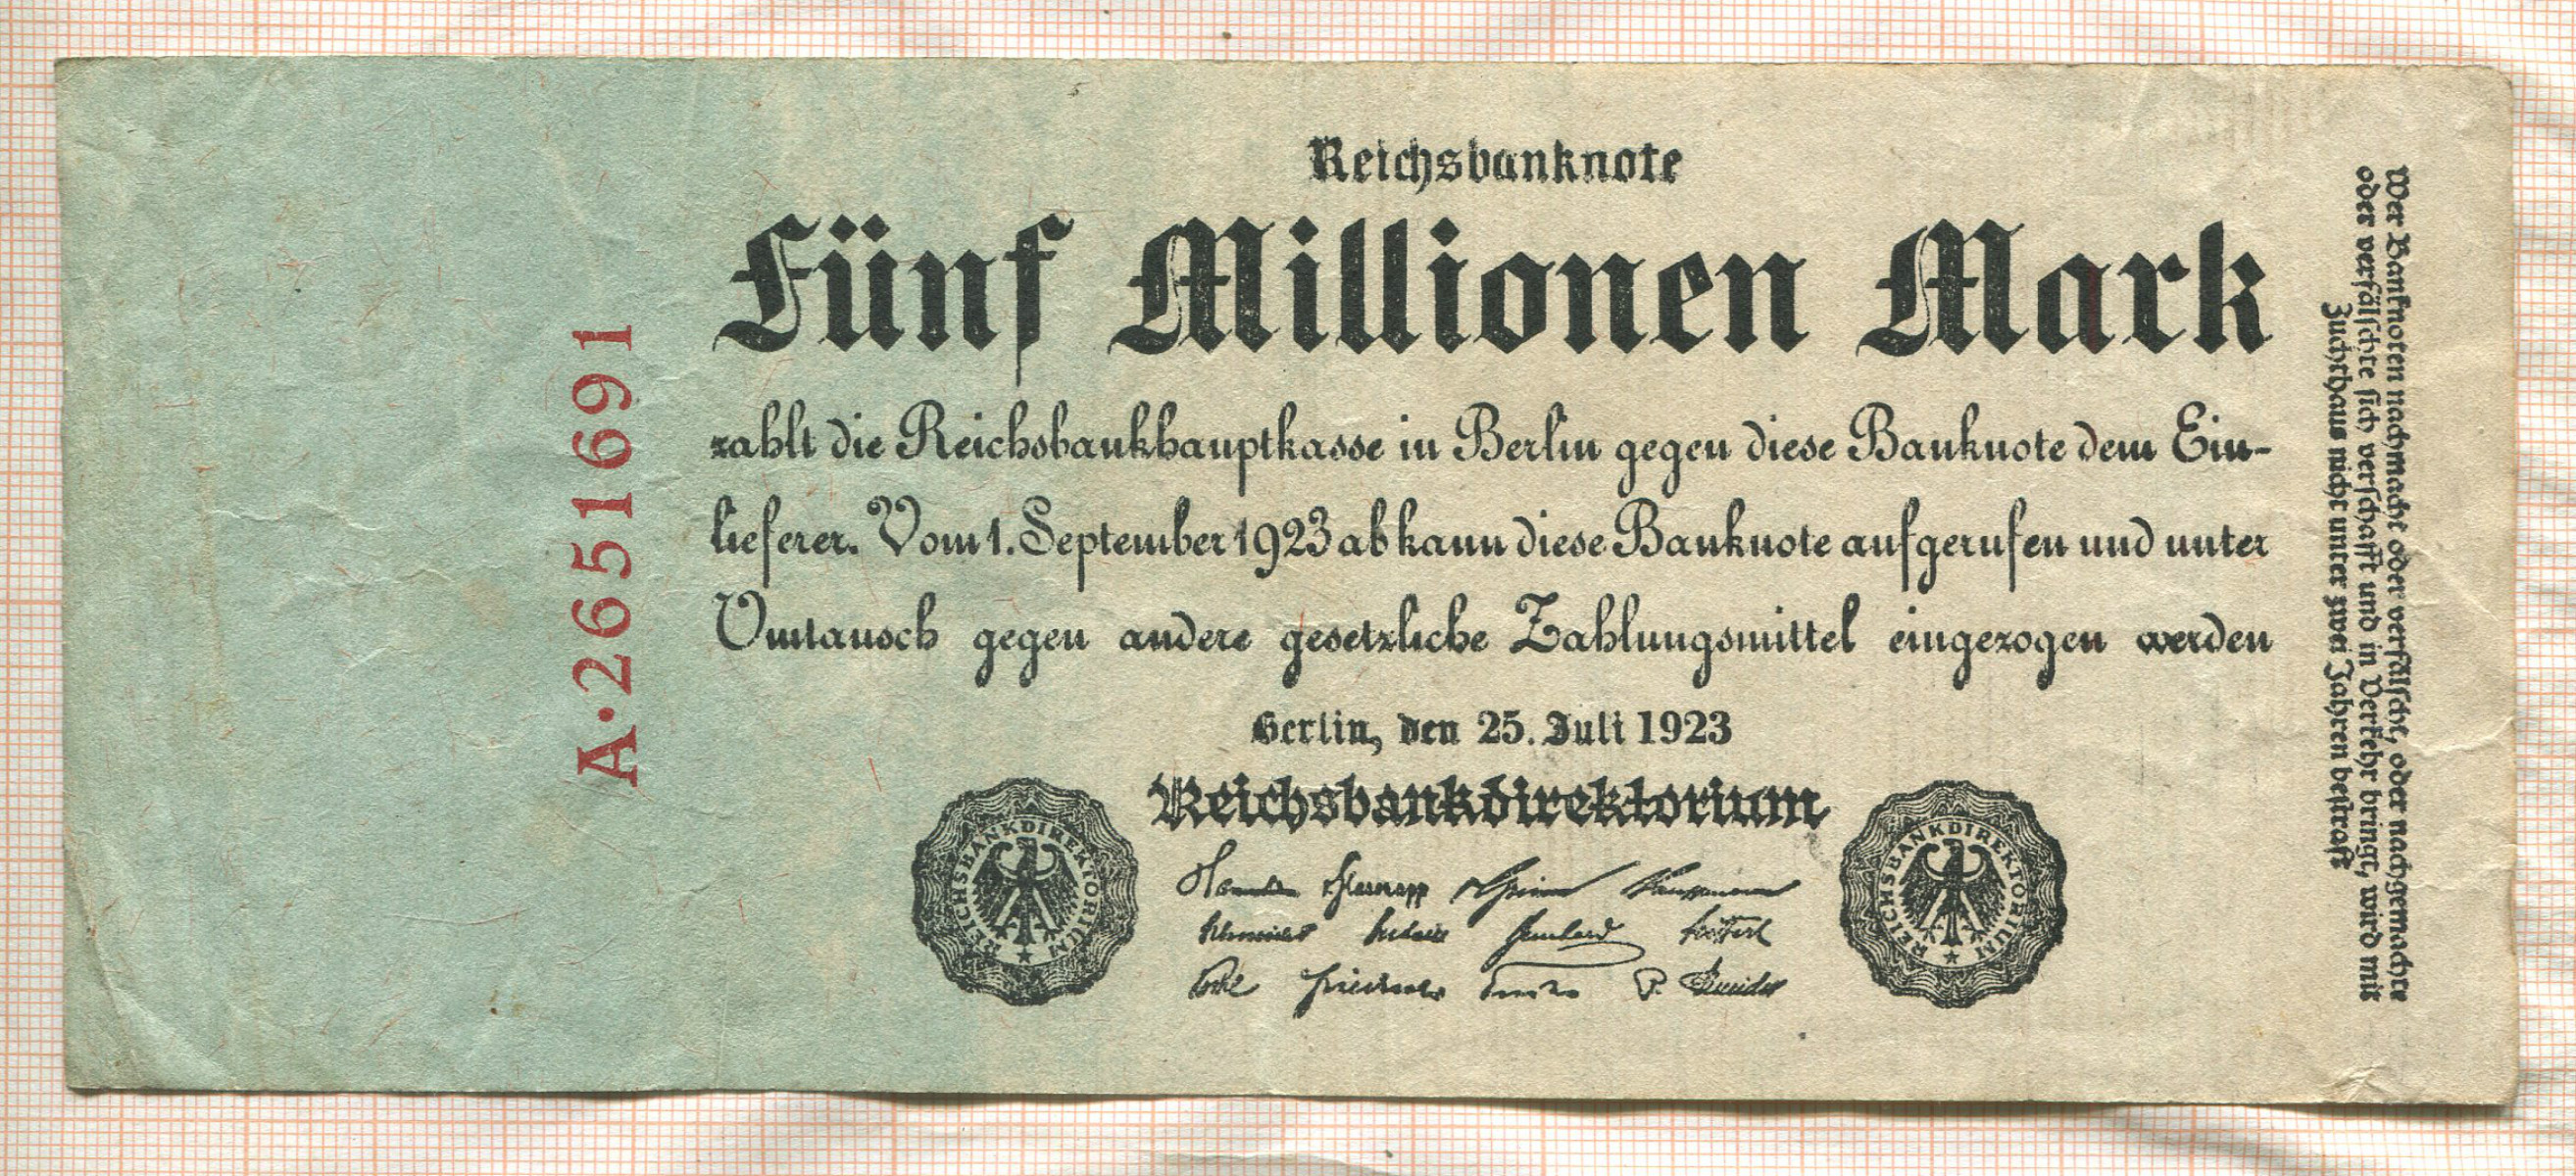 Reichsbanknote
Fünf Millionen Mark
zahlt die Reichsbankhauptkasse in Berlin gegen diese Banknote dem Ein-
lieferer. Vom 1. September 1923 ab kann diese Banknote aufgerufen und unter
Umtausch gegen andere gesetzliche Zahlungsmittel eingezogen werden
Berlin, den 25. Juli 1923
Reichsbankdirektorium
REICHSBANKDIREKTORIUM
REICHSBANKDIREKTORIUM
A·2651691
Wer Banknoten nachmacht oder verfälscht, oder nachgemachte
oder verfälschte sich verschafft und in Verkehr bringt, wird mit
Zuchthaus nicht unter zwei Jahren bestraft